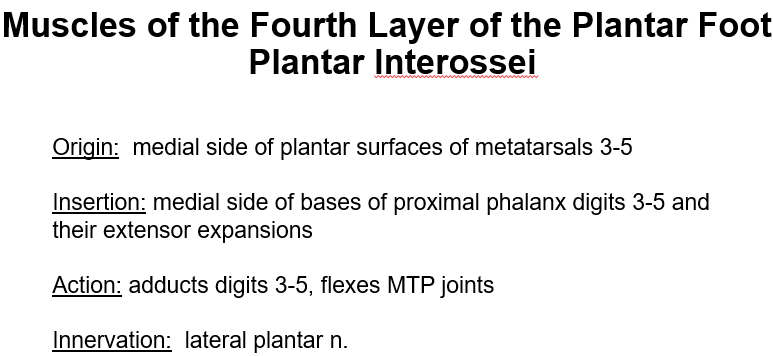 Muscles of the Fourth Layer of the Plantar Foot
Plantar Interossei
Origin: medial side of plantar surfaces of metatarsals 3-5
Insertion: medial side of bases of proximal phalanx digits 3-5 and
their extensor expansions
Action: adducts digits 3-5, flexes MTP joints
Innervation: lateral plantar n.